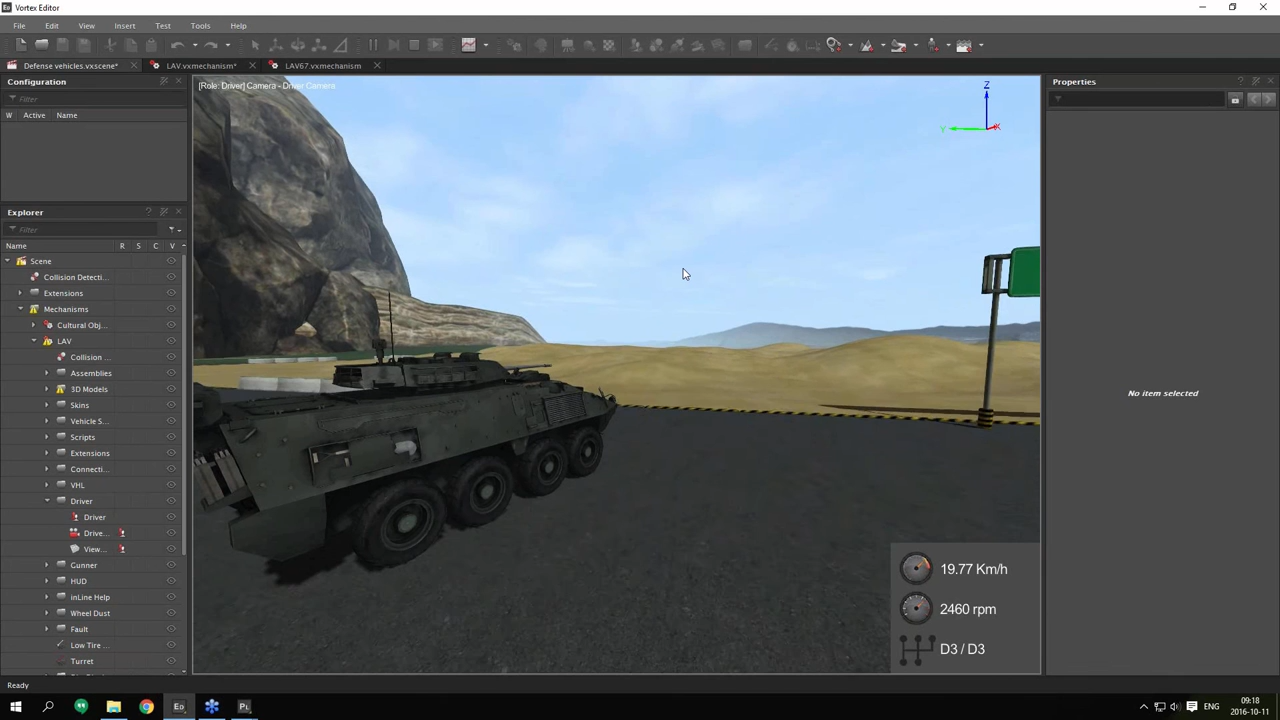 Vortex Editor
File Edit View Insert Test Tools Help
Defense vehicles.vxscene* LAV.vxmechanism* LAV67.vxmechanism
Configuration
Filter
W Active Name
Explorer
Filter
Name R S C V
Scene
Collision Detecti...
Extensions
Mechanisms
Cultural Obj...
LAV
Collision ...
Assemblies
3D Models
Skins
Vehicle S...
Scripts
Extensions
Connecti...
VHL
Driver
Driver
Drive...
View...
Gunner
HUD
inLine Help
Wheel Dust
Fault
Low Tire ...
Turret
[Role: Driver] Camera - Driver Camera
Z
Y X
19.77 Km/h
2460 rpm
D3 / D3
Properties
No item selected
Ready
ENG
09:18
2016-10-11